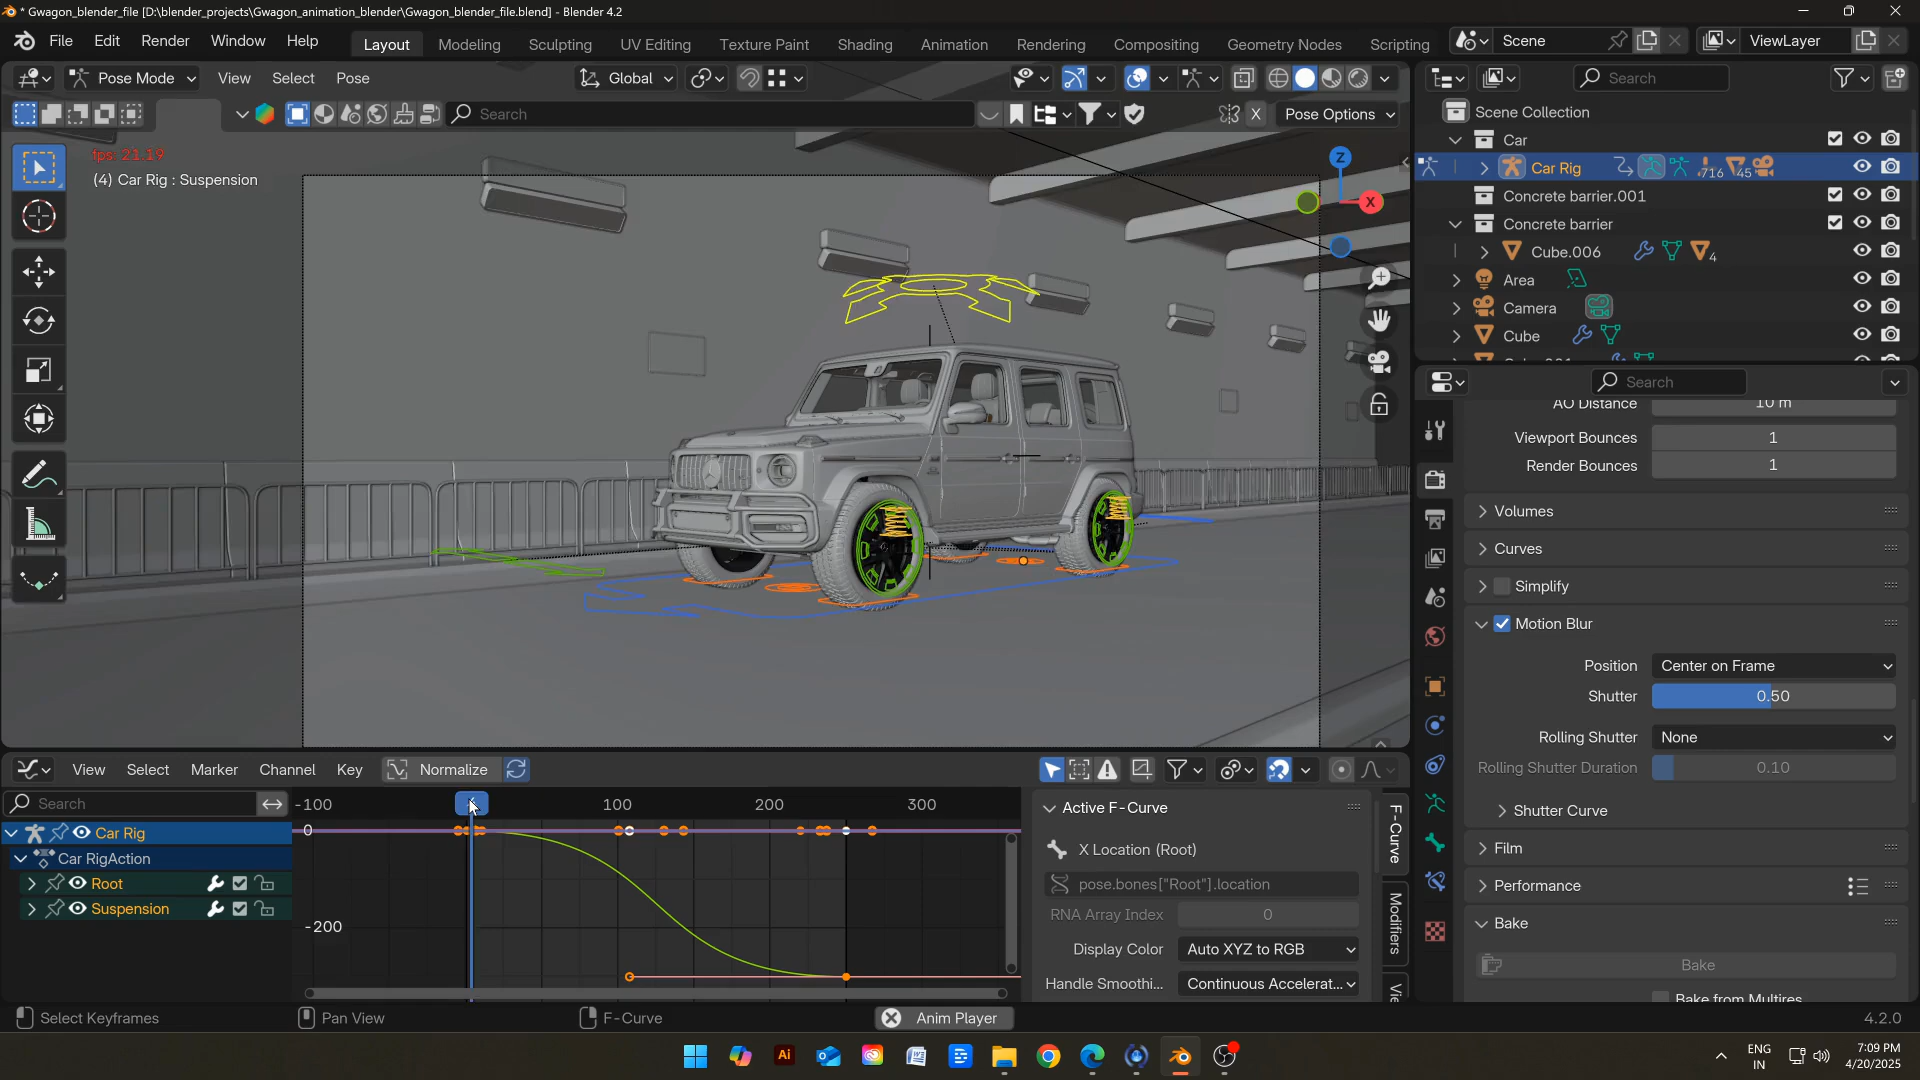 * Gwagon_blender_file [D:\blender_projects\Gwagon_animation_blender\Gwagon_blender_file.blend] - Blender 4.2
File Edit Render Window Help
Layout Modeling Sculpting UV Editing Texture Paint Shading Animation Rendering Compositing Geometry Nodes Scripting
Scene
ViewLayer
Pose Mode View Select Pose
Global
Search
X
Pose Options
fps: 21.19
(4) Car Rig : Suspension
Z
X
Search
Scene Collection
Car
Car Rig 716 45
Concrete barrier.001
Concrete barrier
Cube.006 4
Area
Camera
Cube
Search
AO Distance 10 m
Viewport Bounces 1
Render Bounces 1
Volumes
Curves
Simplify
Motion Blur
Position Center on Frame
Shutter 0.50
Rolling Shutter None
Rolling Shutter Duration 0.10
Shutter Curve
Film
Performance
Bake
Bake
Bake from Multires
View Select Marker Channel Key Normalize
Search
-100 100 200 300
0
-200
Car Rig
Car RigAction
Root
Suspension
Active F-Curve
X Location (Root)
pose.bones["Root"].location
RNA Array Index 0
Display Color Auto XYZ to RGB
Handle Smoothi... Continuous Accelerat...
F-Curve
Modifiers
Vie
Select Keyframes Pan View F-Curve Anim Player 4.2.0
Ai
ENG
IN
7:09 PM
4/20/2025